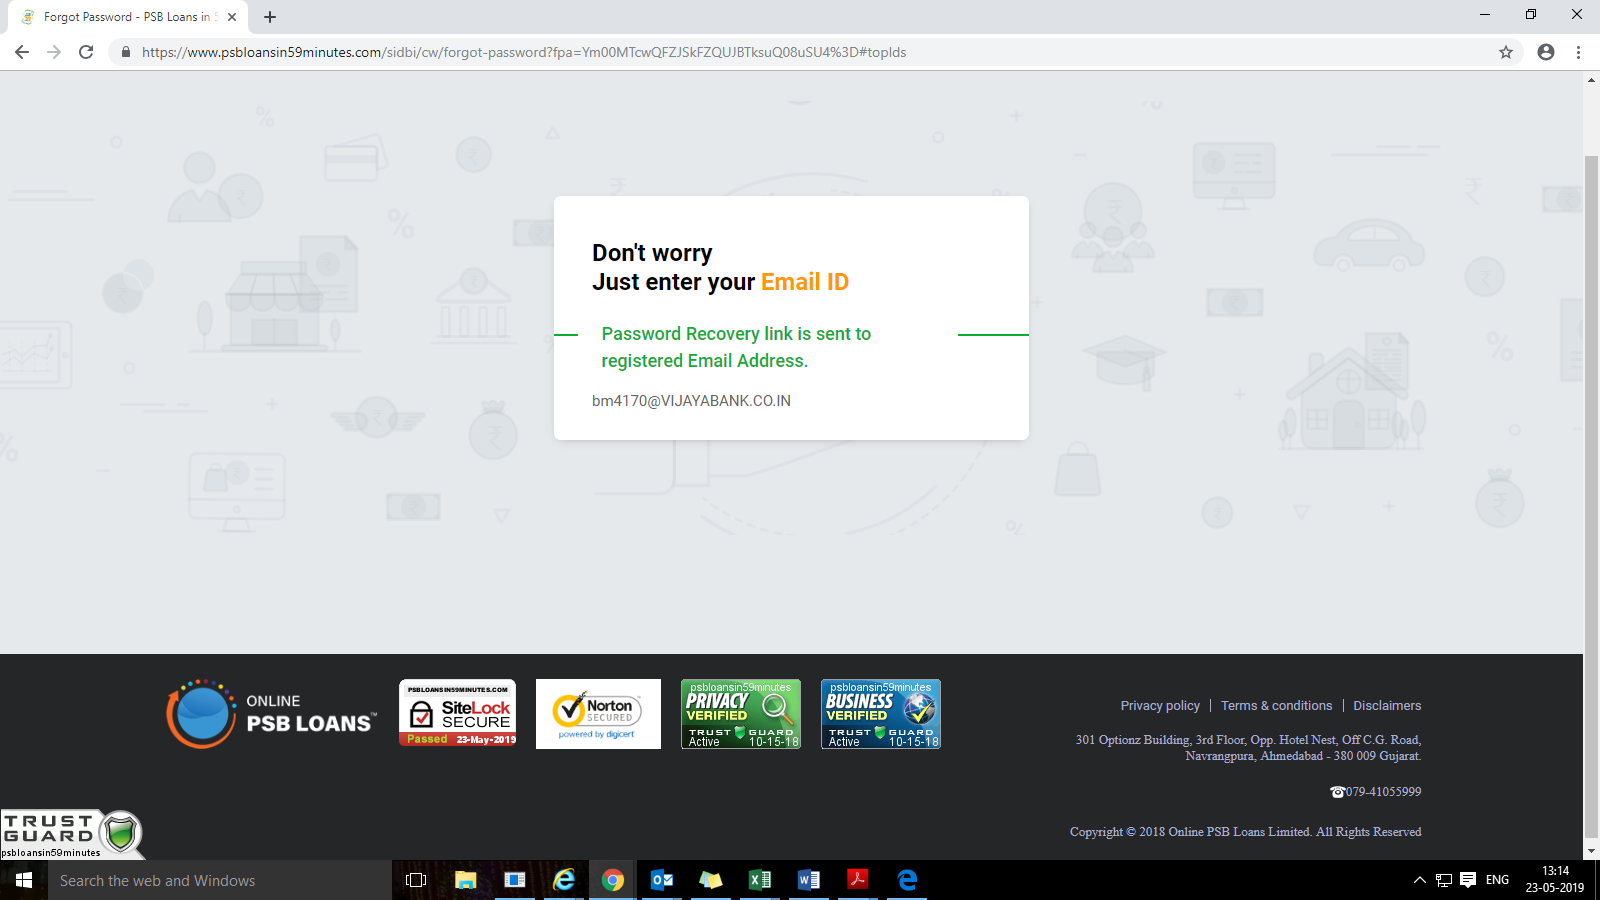 Forgot Password - PSB Loans in 5
https://www.psbloansin59minutes.com/sidbi/cw/forgot-password?fpa=Ym00MTcwQFZJSkFZQUJBTksuQ08uSU4%3D#topIds
Don't worry
Just enter your Email ID
Password Recovery link is sent to
registered Email Address.
bm4170@VIJAYABANK.CO.IN
ONLINE
PSB LOANS™
PSBLOANSIN59MINUTES.COM
SiteLock
SECURE
Passed 23-May-2019
Norton
SECURED
powered by digicert
psbloansin59minutes
PRIVACY
VERIFIED
TRUST GUARD
Active 10-15-18
psbloansin59minutes
BUSINESS
VERIFIED
TRUST GUARD
Active 10-15-18
Privacy policy | Terms & conditions | Disclaimers
301 Optionz Building, 3rd Floor, Opp. Hotel Nest, Off C.G. Road,
Navrangpura, Ahmedabad - 380 009 Gujarat.
☎079-41055999
Copyright © 2018 Online PSB Loans Limited. All Rights Reserved
TRUST
GUARD
psbloansin59minutes
Search the web and Windows
ENG
13:14
23-05-2019